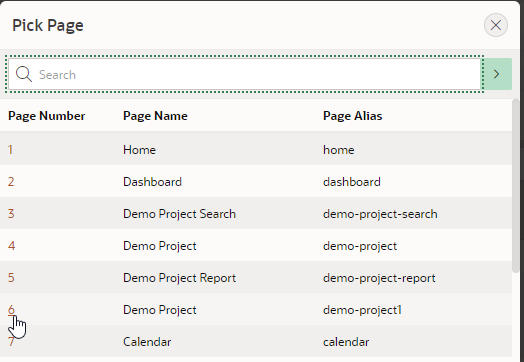 Pick Page
Search
Page Number Page Name Page Alias
1 Home home
2 Dashboard dashboard
3 Demo Project Search demo-project-search
4 Demo Project demo-project
5 Demo Project Report demo-project-report
6 Demo Project demo-project1
7 Calendar calendar